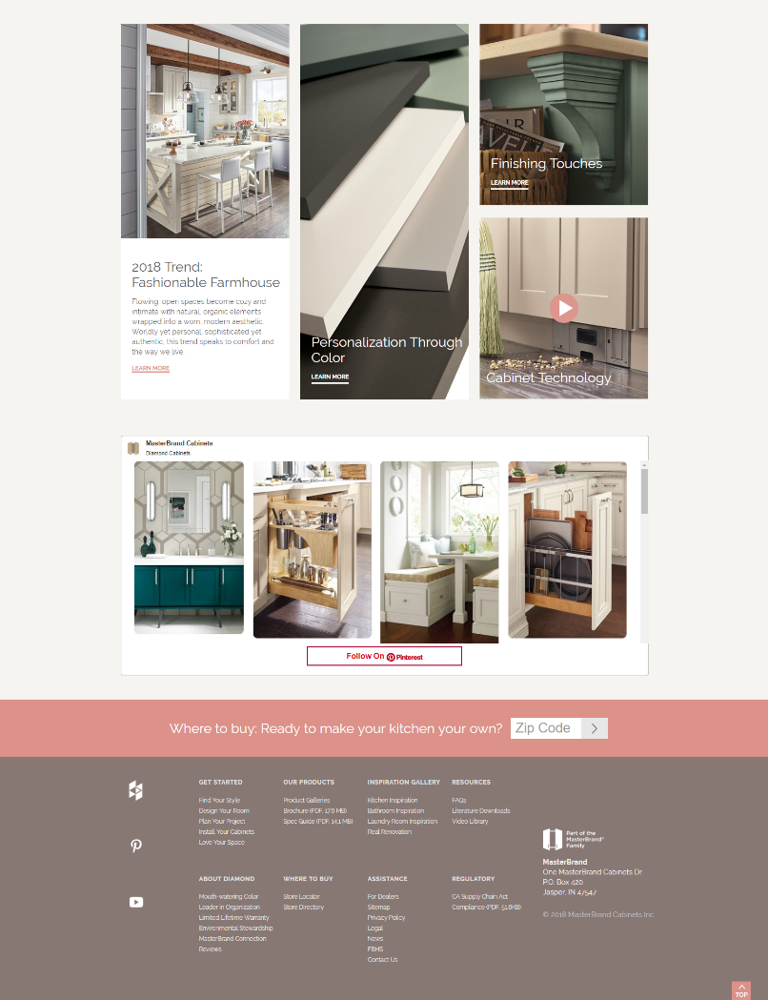 2018 Trend:
Fashionable Farmhouse
Flowing, open spaces become cozy and
intimate with natural, organic elements
wrapped into a worn, modern aesthetic.
Worldly yet personal, sophisticated yet
authentic, this trend speaks to comfort and
the way we live.
LEARN MORE
Personalization Through
Color
LEARN MORE
Finishing Touches
LEARN MORE
Cabinet Technology
MasterBrand Cabinets
Diamond Cabinets
Follow On Pinterest
Where to buy: Ready to make your kitchen your own?
Zip Code
GET STARTED
Find Your Style
Design Your Room
Plan Your Project
Install Your Cabinets
Love Your Space
OUR PRODUCTS
Product Galleries
Brochure (PDF, 17.6 MB)
Spec Guide (PDF, 14.1 MB)
INSPIRATION GALLERY
Kitchen Inspiration
Bathroom Inspiration
Laundry Room Inspiration
Real Renovation
RESOURCES
FAQs
Literature Downloads
Video Library
ABOUT DIAMOND
Mouth-watering Color
Leader in Organization
Limited Lifetime Warranty
Environmental Stewardship
MasterBrand Connection
Reviews
WHERE TO BUY
Store Locator
Store Directory
ASSISTANCE
For Dealers
Sitemap
Privacy Policy
Legal
News
FBHS
Contact Us
REGULATORY
CA Supply Chain Act
Compliance (PDF, 51.6KB)
Part of the
MasterBrand®
Family
MasterBrand
One MasterBrand Cabinets Dr.
P.O. Box 420
Jasper, IN 47547
© 2018 MasterBrand Cabinets Inc
TOP